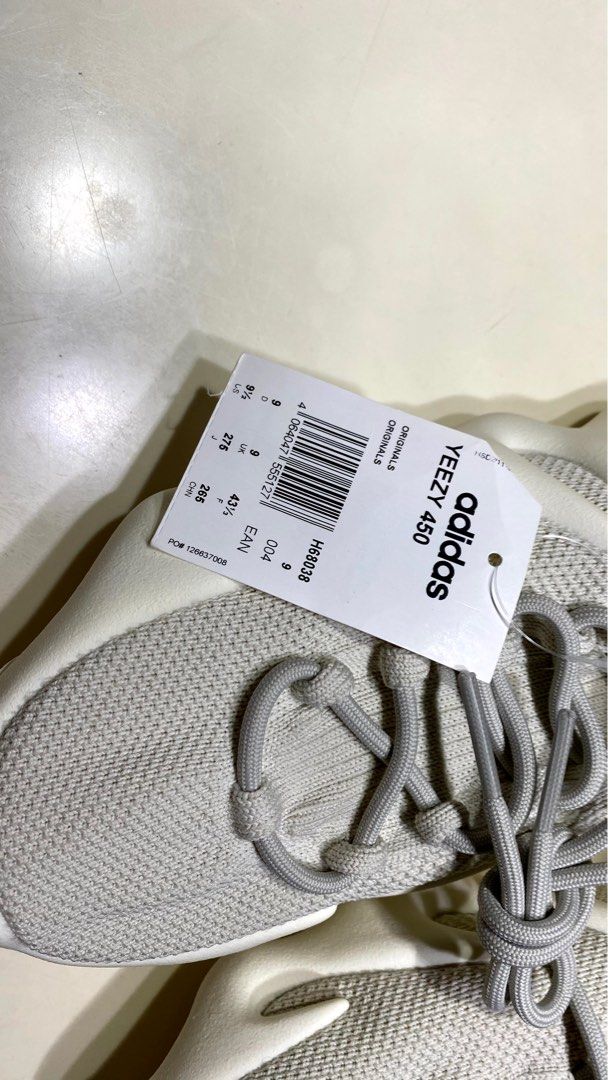 adidas
YEEZY 450
ORIGINALS
ORIGINALS
H68038
9
4 064047 555127
004
EAN
9½ 9 9 43⅓
US D UK F
275 265
J CHN
PO# 126637008